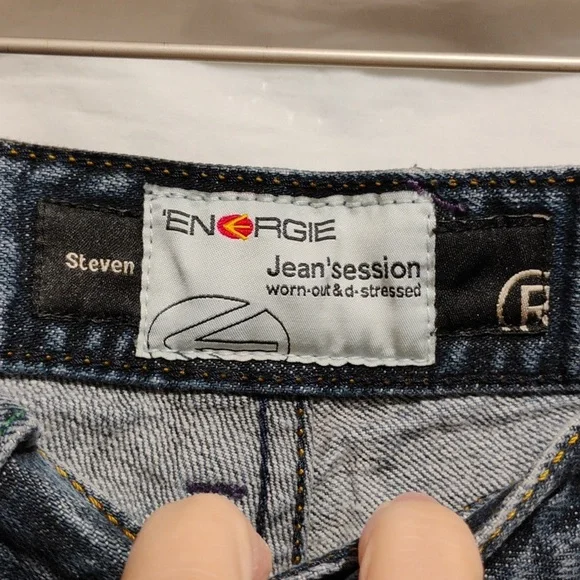 'ENERGIE
Jean'session
worn-out&d-stressed
Steven
R